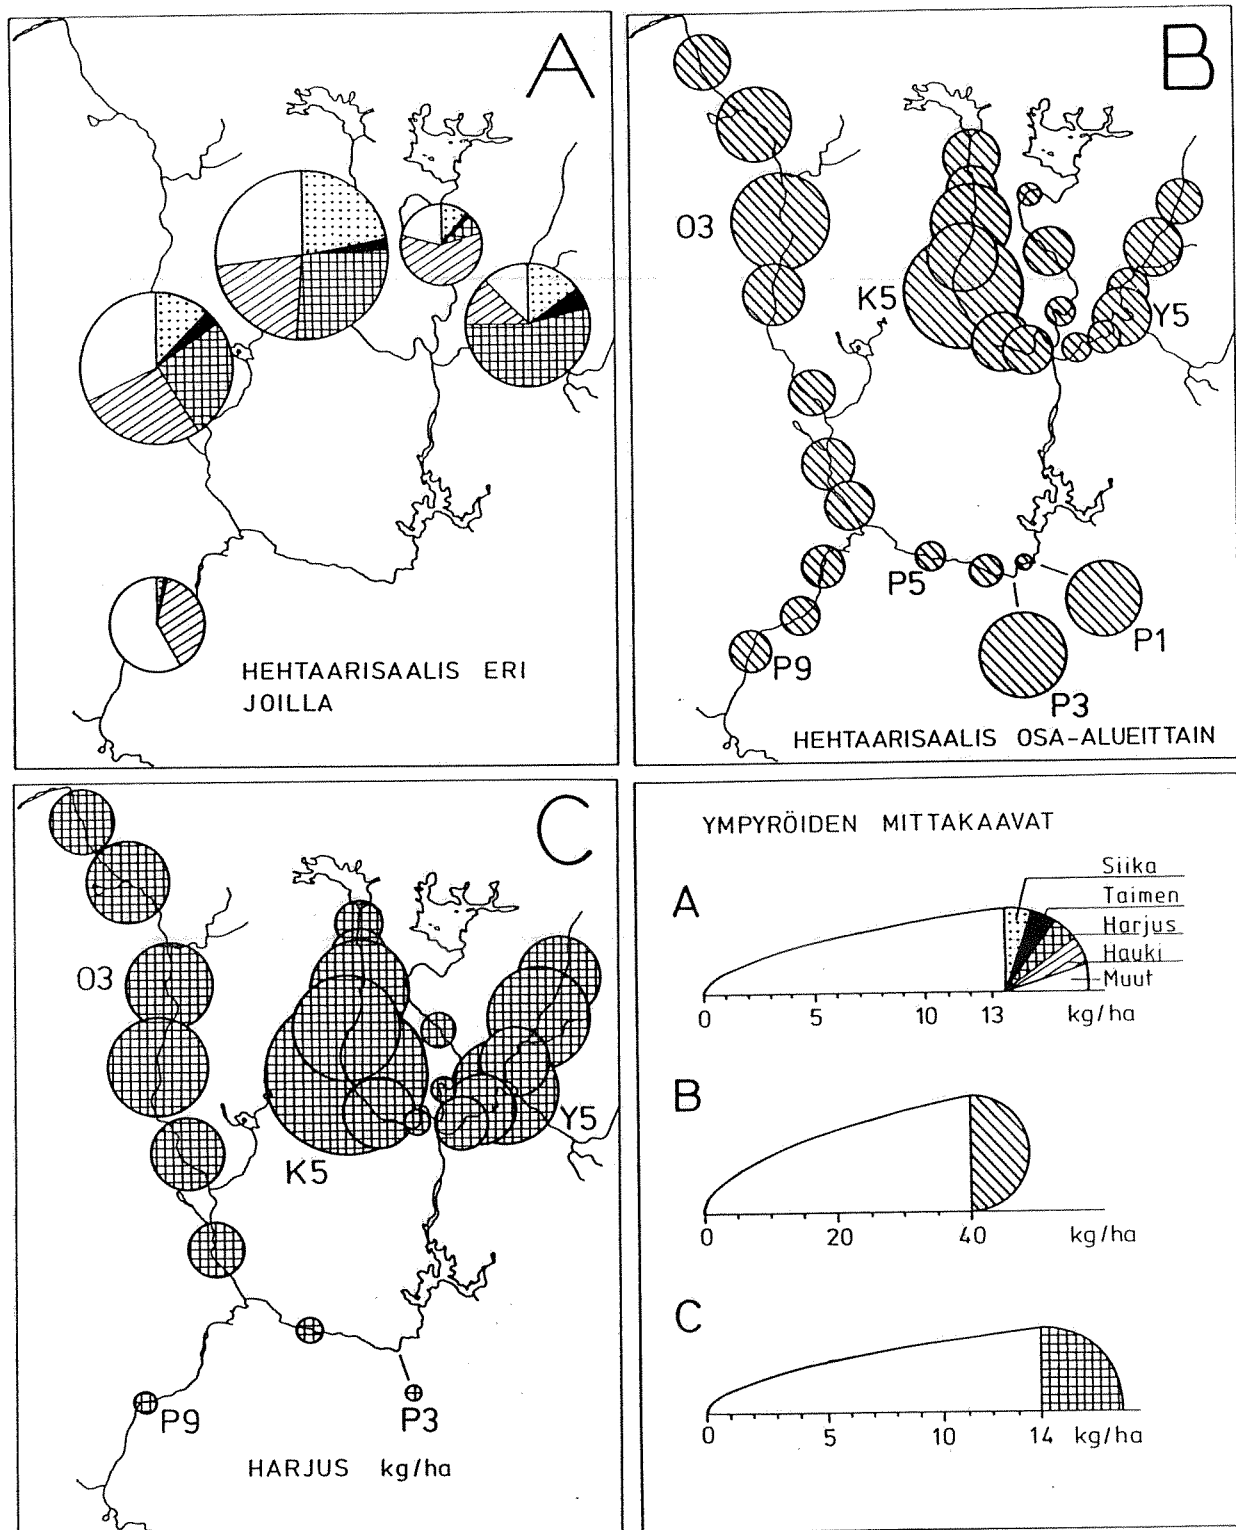 A
HEHTAARISAALIS ERI
JOILLA
B
O3
K5
Y5
P5
P1
P9
P3
HEHTAARISAALIS OSA-ALUEITTAIN
C
O3
K5
Y5
P9
P3
HARJUS kg/ha
YMPYRÖIDEN MITTAKAAVAT
A
Siika
Taimen
Harjus
Hauki
Muut
0 5 10 13 kg/ha
B
0 20 40 kg/ha
C
0 5 10 14 kg/ha